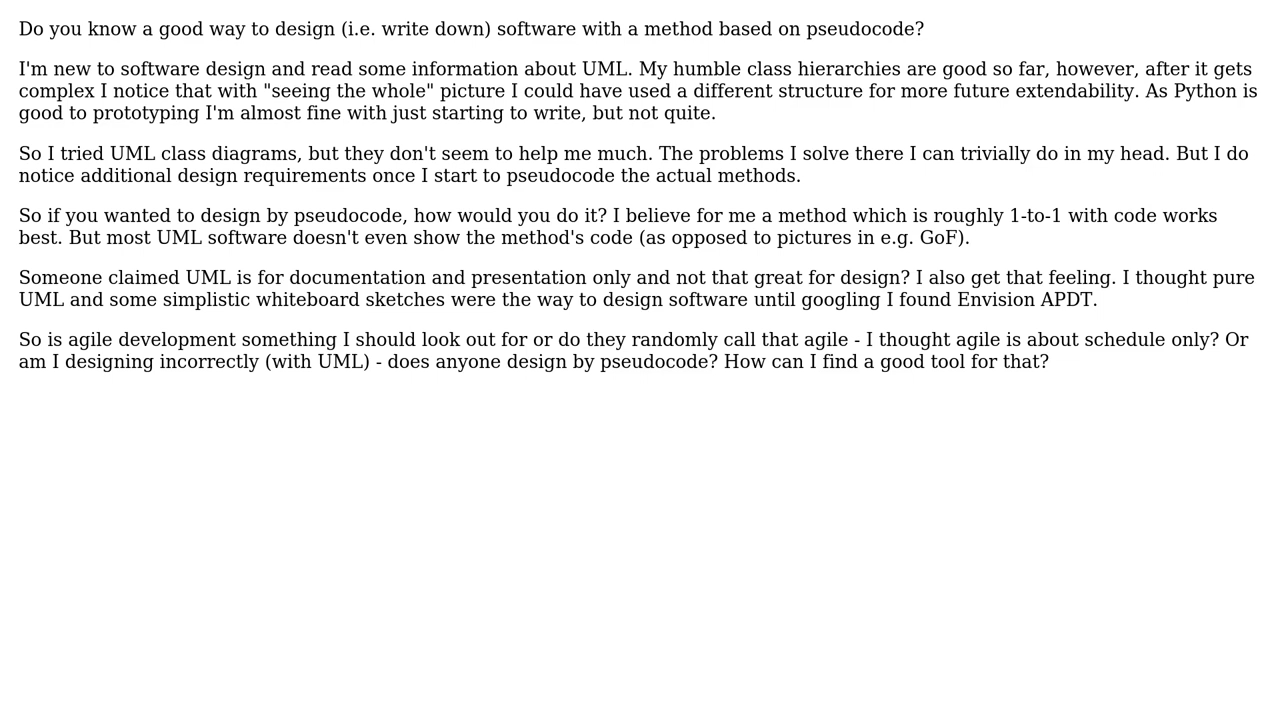 Do you know a good way to design (i.e. write down) software with a method based on pseudocode?
I'm new to software design and read some information about UML. My humble class hierarchies are good so far, however, after it gets
complex I notice that with "seeing the whole" picture I could have used a different structure for more future extendability. As Python is
good to prototyping I'm almost fine with just starting to write, but not quite.
So I tried UML class diagrams, but they don't seem to help me much. The problems I solve there I can trivially do in my head. But I do
notice additional design requirements once I start to pseudocode the actual methods.
So if you wanted to design by pseudocode, how would you do it? I believe for me a method which is roughly 1-to-1 with code works
best. But most UML software doesn't even show the method's code (as opposed to pictures in e.g. GoF).
Someone claimed UML is for documentation and presentation only and not that great for design? I also get that feeling. I thought pure
UML and some simplistic whiteboard sketches were the way to design software until googling I found Envision APDT.
So is agile development something I should look out for or do they randomly call that agile - I thought agile is about schedule only? Or
am I designing incorrectly (with UML) - does anyone design by pseudocode? How can I find a good tool for that?